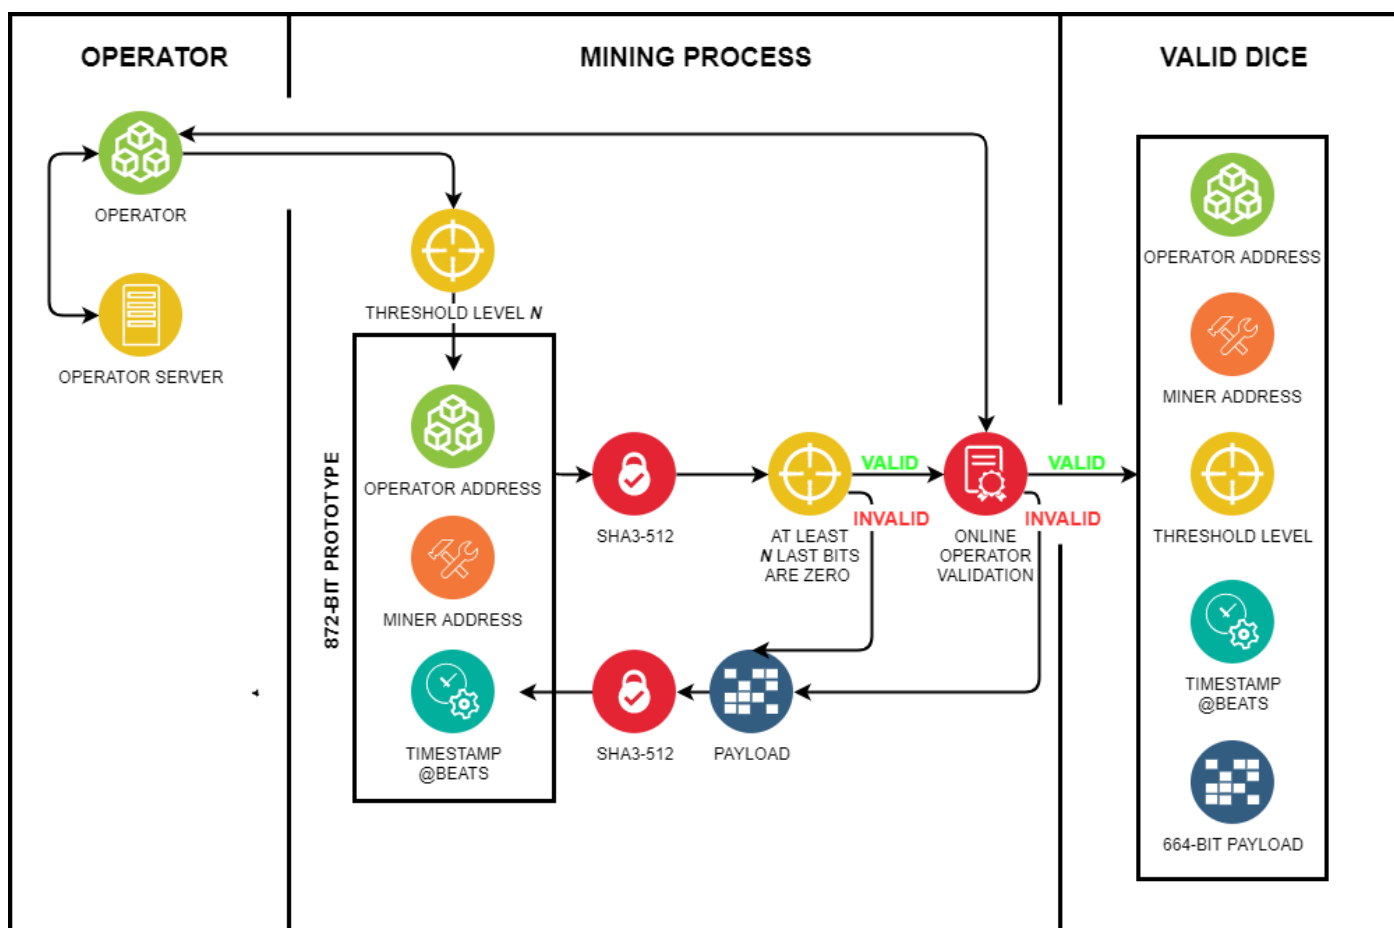 OPERATOR
MINING PROCESS
VALID DICE
OPERATOR
OPERATOR SERVER
THRESHOLD LEVEL N
872-BIT PROTOTYPE
OPERATOR ADDRESS
MINER ADDRESS
TIMESTAMP
@BEATS
SHA3-512
AT LEAST
N LAST BITS
ARE ZERO
VALID
INVALID
ONLINE
OPERATOR
VALIDATION
VALID
INVALID
SHA3-512
PAYLOAD
OPERATOR ADDRESS
MINER ADDRESS
THRESHOLD LEVEL
TIMESTAMP
@BEATS
664-BIT PAYLOAD